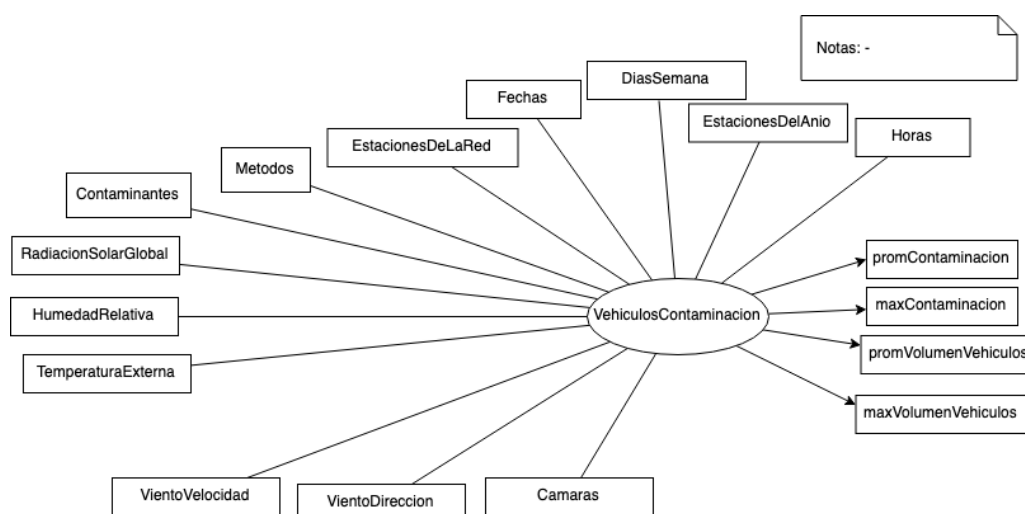 Notas: -
DiasSemana
Fechas
EstacionesDelAnio
Horas
EstacionesDeLaRed
Metodos
Contaminantes
RadiacionSolarGlobal
promContaminacion
maxContaminacion
HumedadRelativa
VehiculosContaminacion
promVolumenVehiculos
TemperaturaExterna
maxVolumenVehiculos
VientoVelocidad
VientoDireccion
Camaras